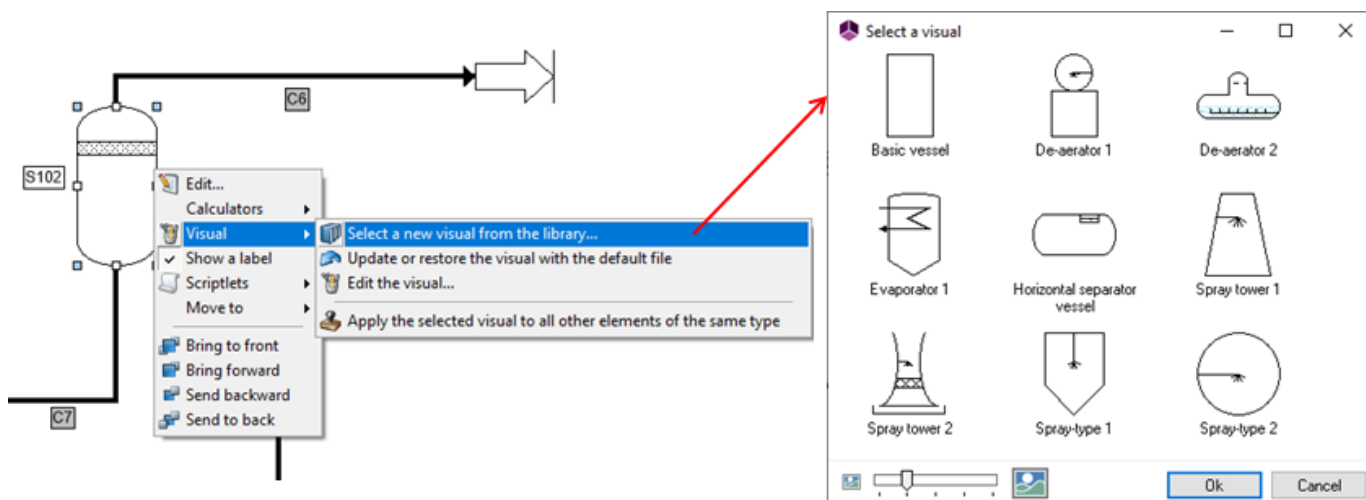 C6
S102
C7
Edit...
Calculators
Visual
Show a label
Scriptlets
Move to
Bring to front
Bring forward
Send backward
Send to back
Select a new visual from the library...
Update or restore the visual with the default file
Edit the visual...
Apply the selected visual to all other elements of the same type
Select a visual
Basic vessel
De-aerator 1
De-aerator 2
Evaporator 1
Horizontal separator
vessel
Spray tower 1
Spray tower 2
Spray-type 1
Spray-type 2
Ok
Cancel